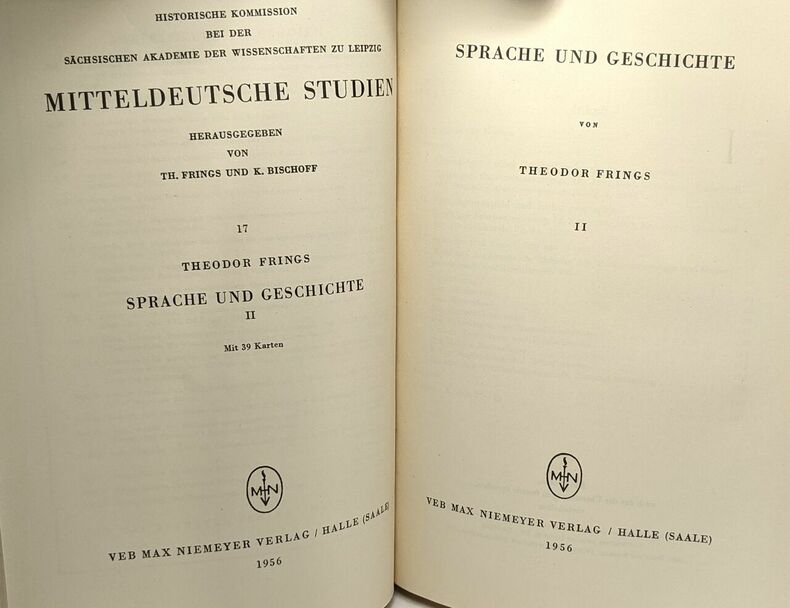 HISTORISCHE KOMMISSION
BEI DER
SÄCHSISCHEN AKADEMIE DER WISSENSCHAFTEN ZU LEIPZIG
MITTELDEUTSCHE STUDIEN
HERAUSGEGEBEN
VON
TH. FRINGS UND K. BISCHOFF
17
THEODOR FRINGS
SPRACHE UND GESCHICHTE
II
Mit 39 Karten
MN
VEB MAX NIEMEYER VERLAG / HALLE (SAALE)
1956
SPRACHE UND GESCHICHTE
VON
THEODOR FRINGS
II
MN
VEB MAX NIEMEYER VERLAG / HALLE (SAALE)
1956